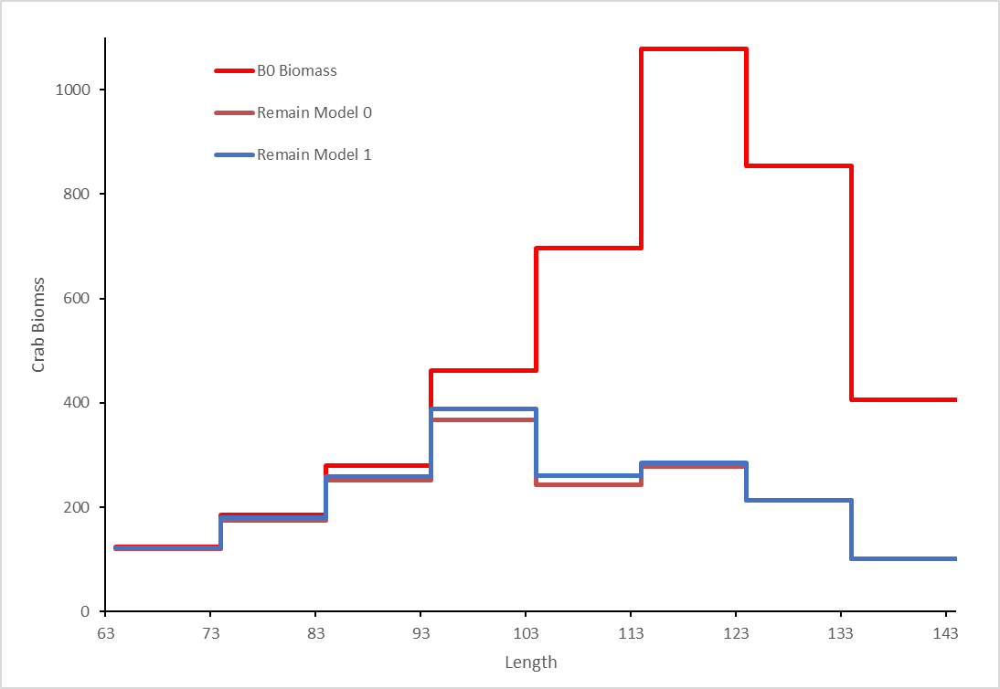 B0 Biomass
Remain Model 0
Remain Model 1
1000
800
600
400
200
0
Crab Biomss
63 73 83 93 103 113 123 133 143
Length